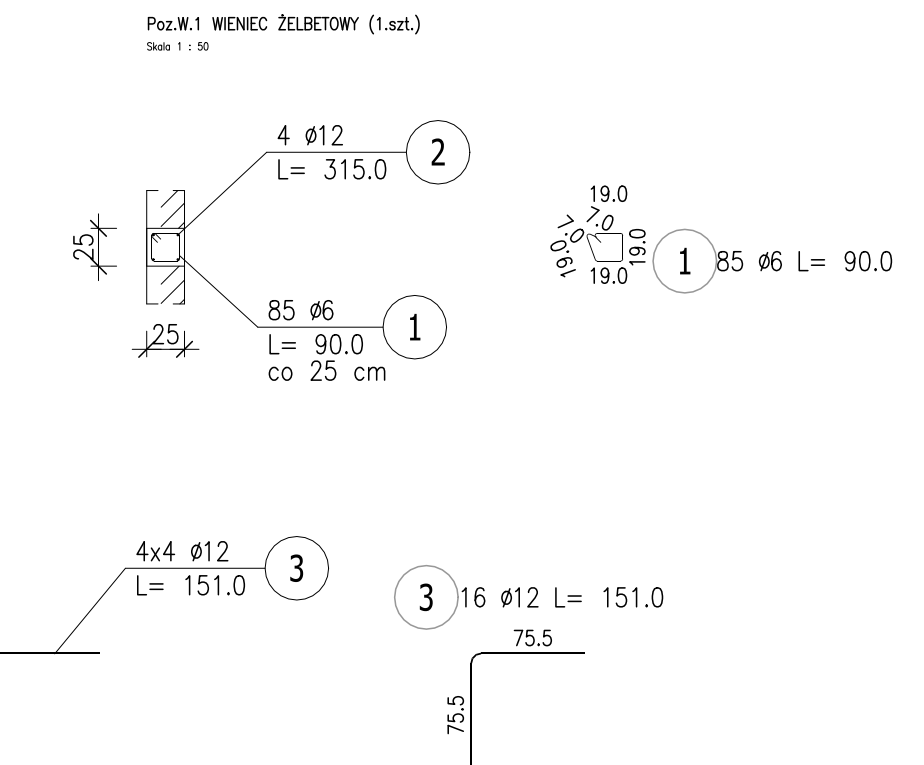 Poz.W.1 WIENIEC ŻELBETOWY (1.szt.)
Skala 1 : 50
4 ø12
L= 315.0
2
25
25
85 ø6
L= 90.0
co 25 cm
1
19.0
7.0
7.0
19.0
19.0
19.0
1
85 ø6 L= 90.0
4x4 ø12
L= 151.0
3
3
16 ø12 L= 151.0
75.5
75.5